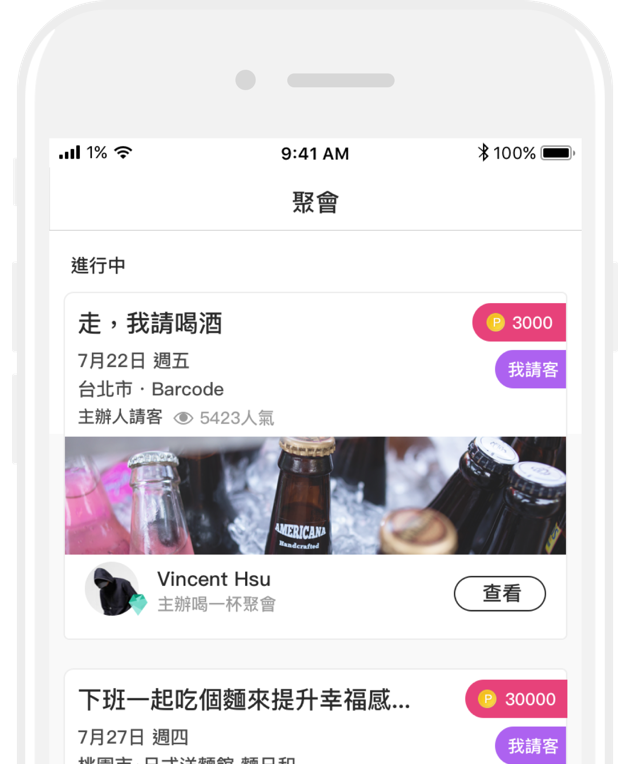 1% 9:41 AM 100%
聚會
進行中
走，我請喝酒
P 3000
7月22日 週五
我請客
台北市・Barcode
主辦人請客 5423人氣
AMERICANA
Handcrafted
Vincent Hsu
主辦喝一杯聚會
查看
下班一起吃個麵來提升幸福感...
P 30000
7月27日 週四
我請客